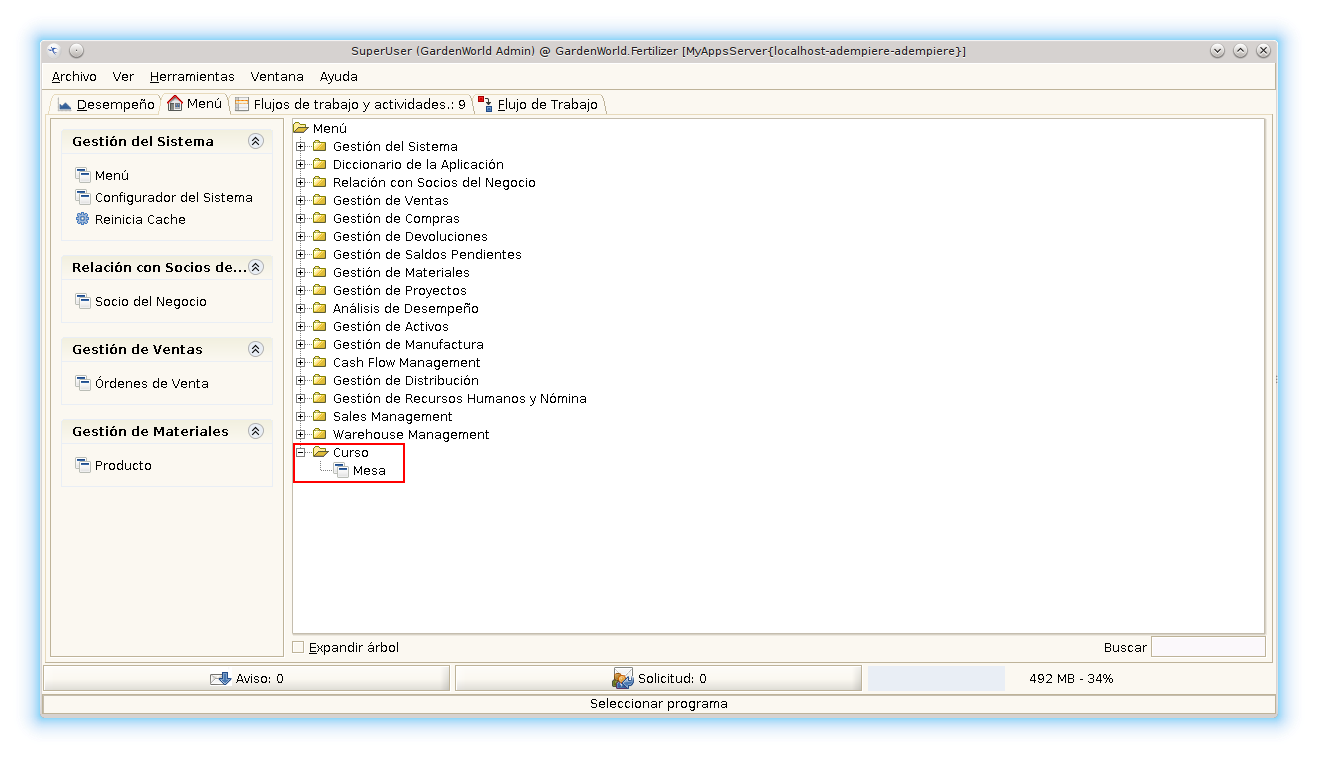 SuperUser (GardenWorld Admin) @ GardenWorld.Fertilizer [MyAppsServer{localhost-adempiere-adempiere}]
Archivo Ver Herramientas Ventana Ayuda
Desempeño Menú Flujos de trabajo y actividades.: 9 Flujo de Trabajo
Gestión del Sistema
Menú
Configurador del Sistema
Reinicia Cache
Relación con Socios de...
Socio del Negocio
Gestión de Ventas
Órdenes de Venta
Gestión de Materiales
Producto
Menú
Gestión del Sistema
Diccionario de la Aplicación
Relación con Socios del Negocio
Gestión de Ventas
Gestión de Compras
Gestión de Devoluciones
Gestión de Saldos Pendientes
Gestión de Materiales
Gestión de Proyectos
Análisis de Desempeño
Gestión de Activos
Gestión de Manufactura
Cash Flow Management
Gestión de Distribución
Gestión de Recursos Humanos y Nómina
Sales Management
Warehouse Management
Curso
Mesa
Expandir árbol Buscar
Aviso: 0 Solicitud: 0 492 MB - 34%
Seleccionar programa